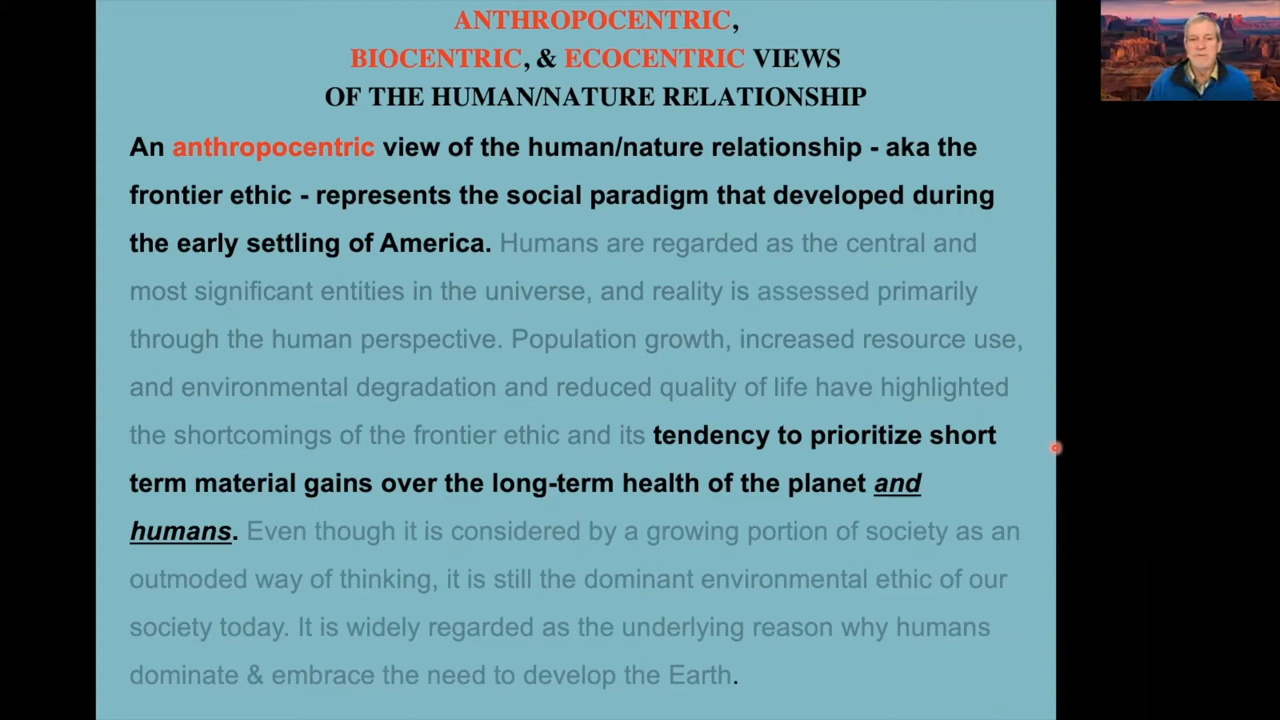 ANTHROPOCENTRIC,
BIOCENTRIC, & ECOCENTRIC VIEWS
OF THE HUMAN/NATURE RELATIONSHIP
An anthropocentric view of the human/nature relationship - aka the
frontier ethic - represents the social paradigm that developed during
the early settling of America. Humans are regarded as the central and
most significant entities in the universe, and reality is assessed primarily
through the human perspective. Population growth, increased resource use,
and environmental degradation and reduced quality of life have highlighted
the shortcomings of the frontier ethic and its tendency to prioritize short
term material gains over the long-term health of the planet and
humans. Even though it is considered by a growing portion of society as an
outmoded way of thinking, it is still the dominant environmental ethic of our
society today. It is widely regarded as the underlying reason why humans
dominate & embrace the need to develop the Earth.